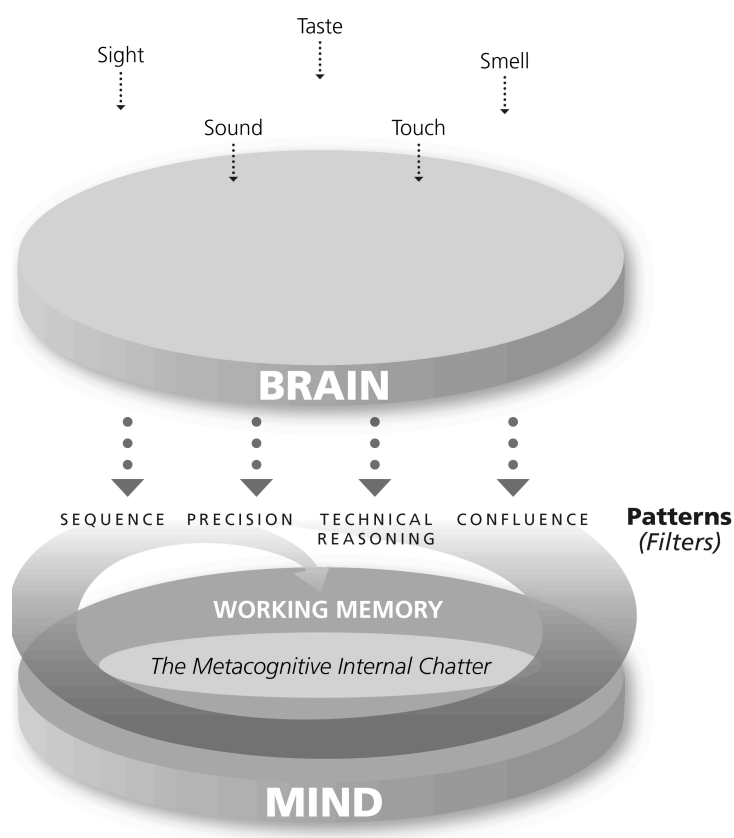 Taste
Sight
Smell
Sound
Touch
BRAIN
SEQUENCE PRECISION TECHNICAL REASONING CONFLUENCE
Patterns
(Filters)
WORKING MEMORY
The Metacognitive Internal Chatter
MIND